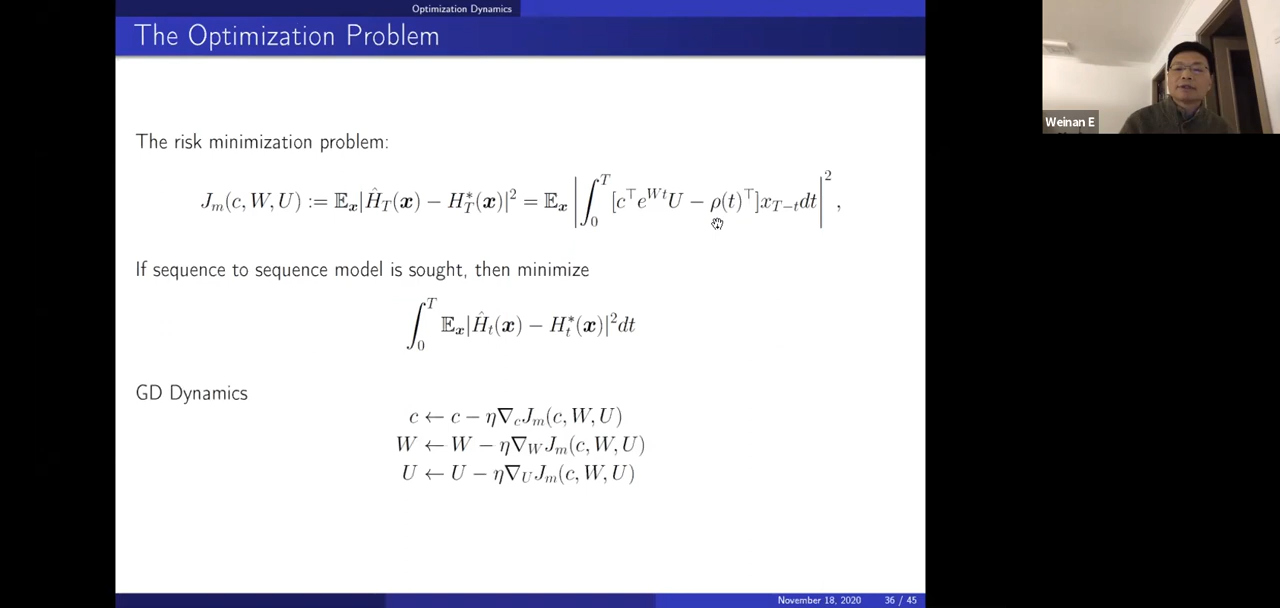 Optimization Dynamics
The Optimization Problem
The risk minimization problem:
J_m(c, W, U) := 𝔼_x|Ĥ_T(x) − H*_T(x)|² = 𝔼_x |∫₀ᵀ [c^⊤ e^{Wt} U − ρ(t)^⊤] x_{T−t} dt|²,
If sequence to sequence model is sought, then minimize
∫₀ᵀ 𝔼_x|Ĥ_t(x) − H*_t(x)|² dt
GD Dynamics
c ← c − η∇_c J_m(c, W, U)
W ← W − η∇_W J_m(c, W, U)
U ← U − η∇_U J_m(c, W, U)
November 18, 2020 36 / 45
Weinan E